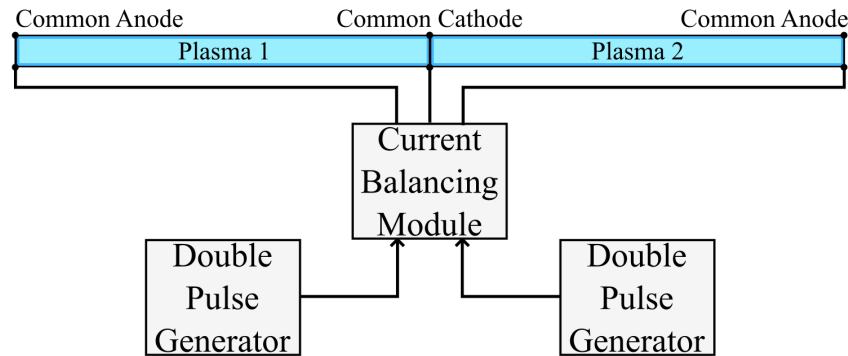 Common Anode
Common Cathode
Common Anode
Plasma 1
Plasma 2
Current
Balancing
Module
Double
Pulse
Generator
Double
Pulse
Generator